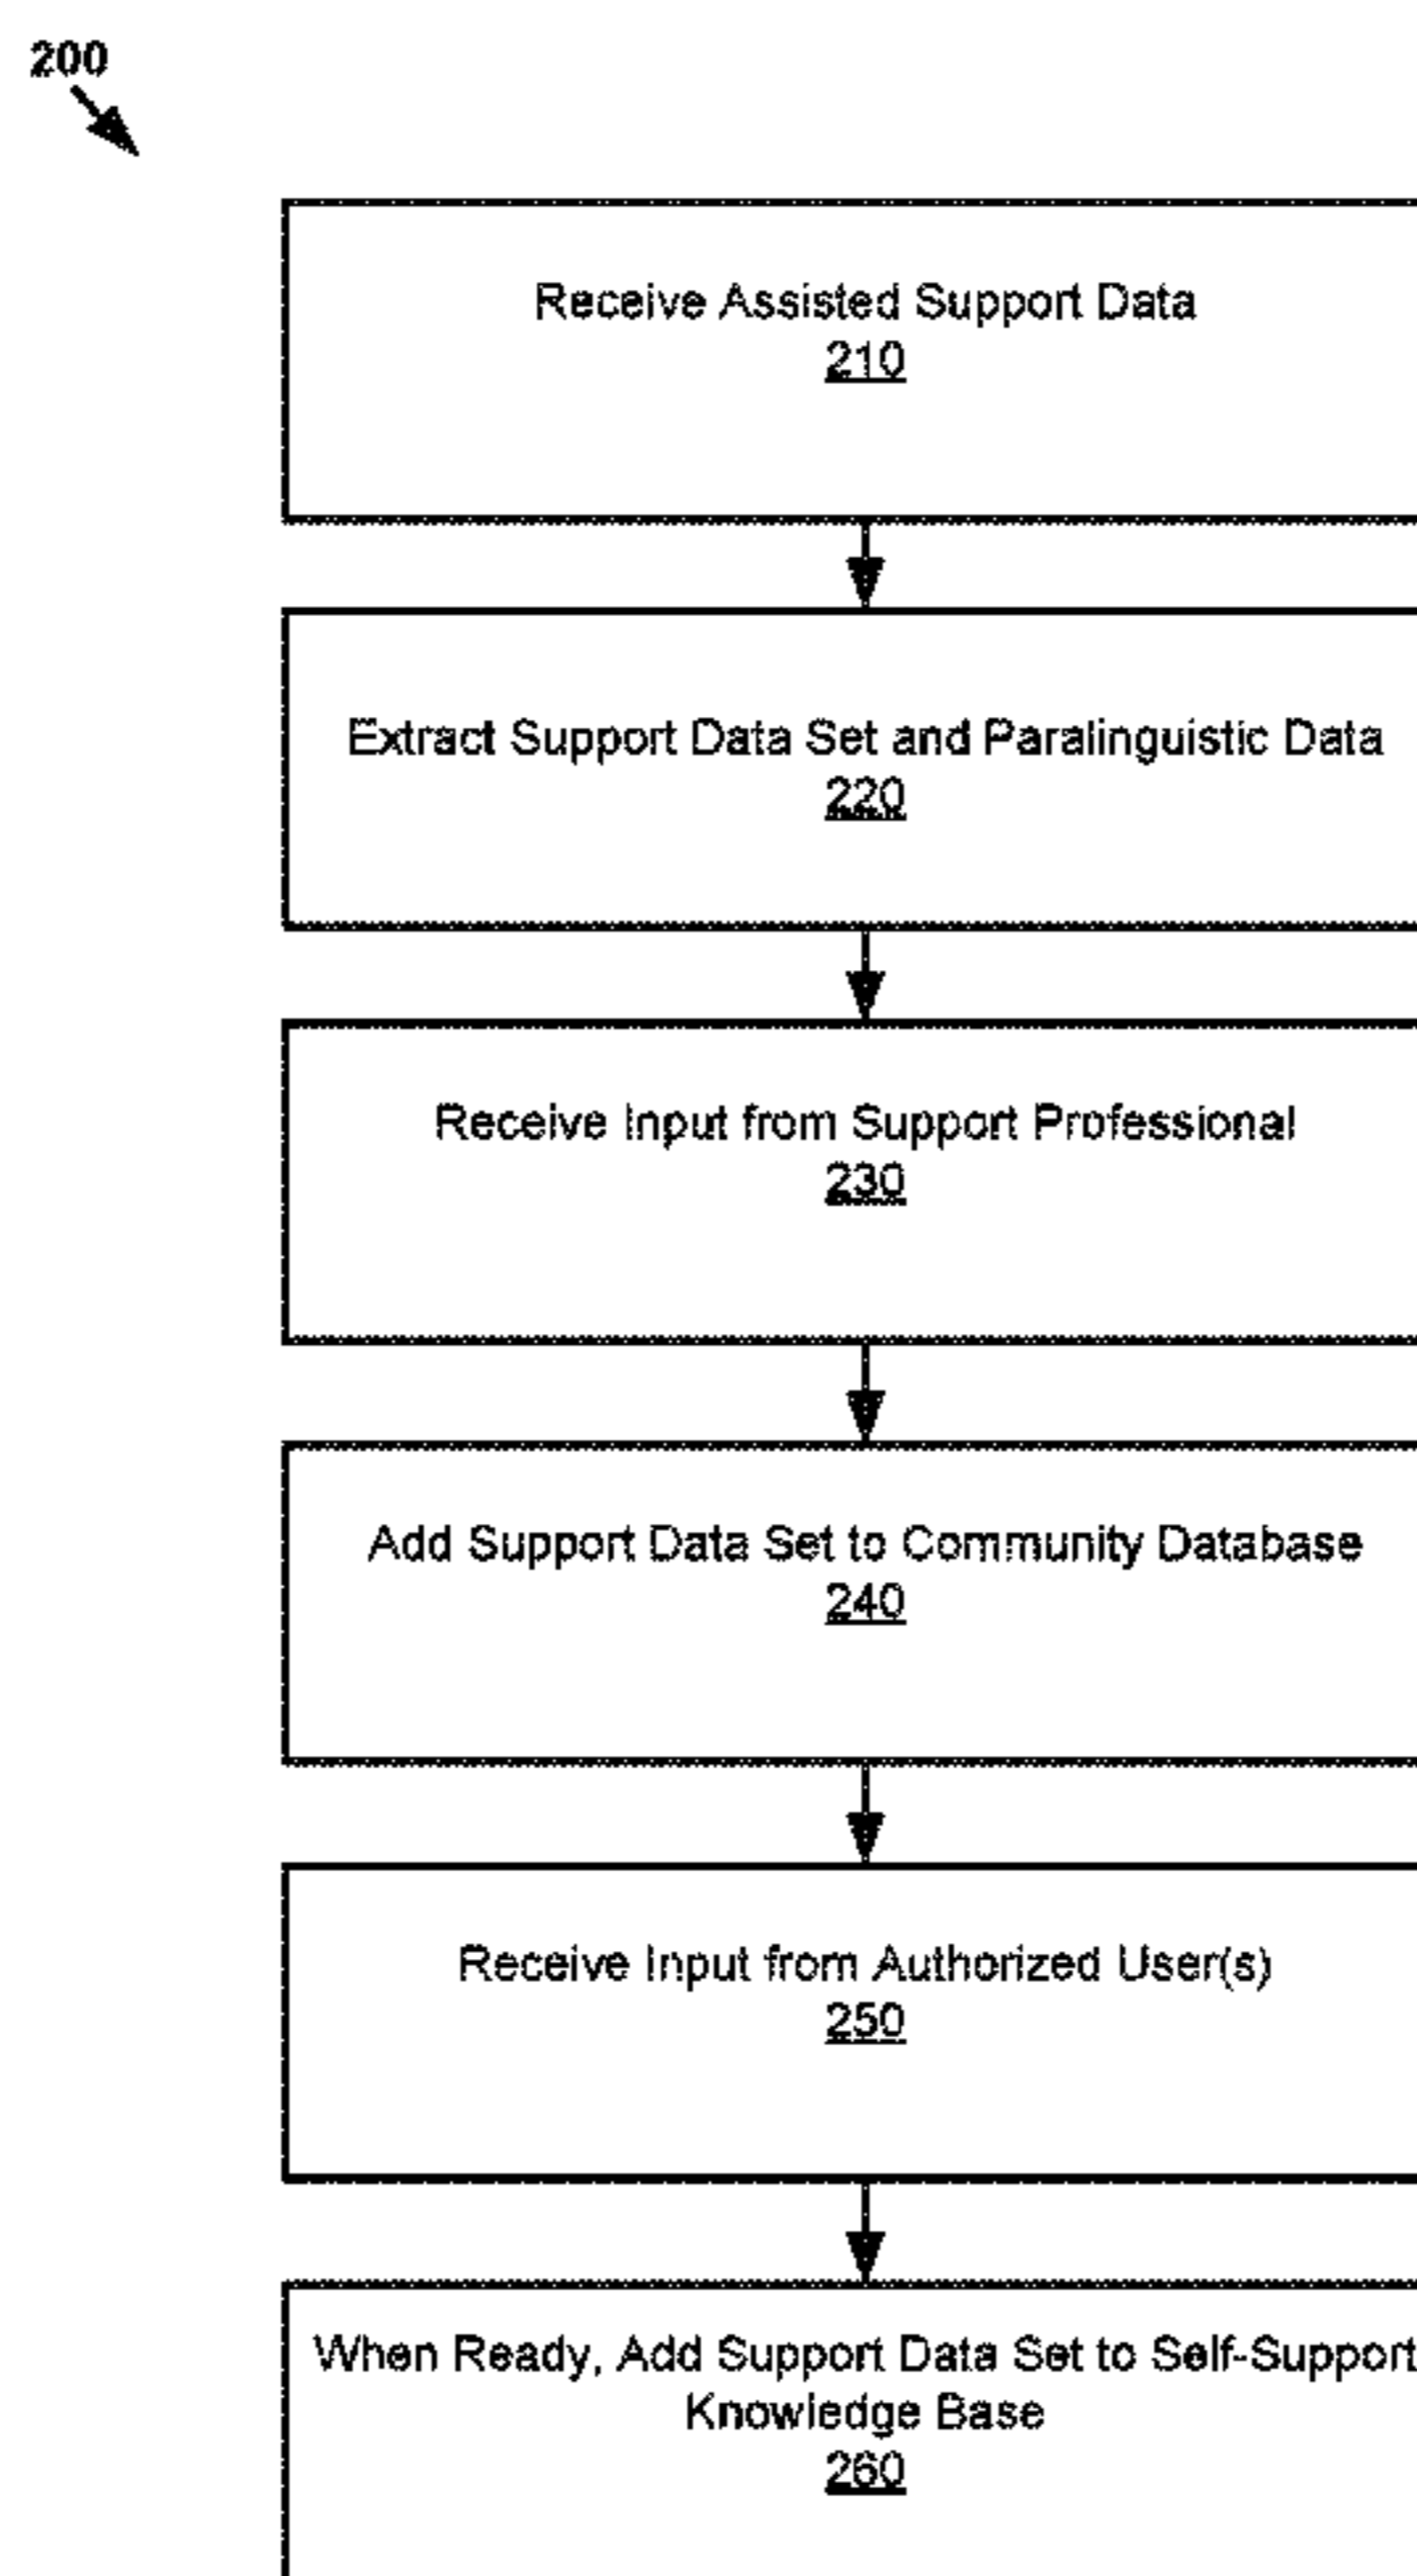 200
Receive Assisted Support Data
210
Extract Support Data Set and Paralinguistic Data
220
Receive Input from Support Professional
230
Add Support Data Set to Community Database
240
Receive Input from Authorized User(s)
250
When Ready, Add Support Data Set to Self-Support
Knowledge Base
260